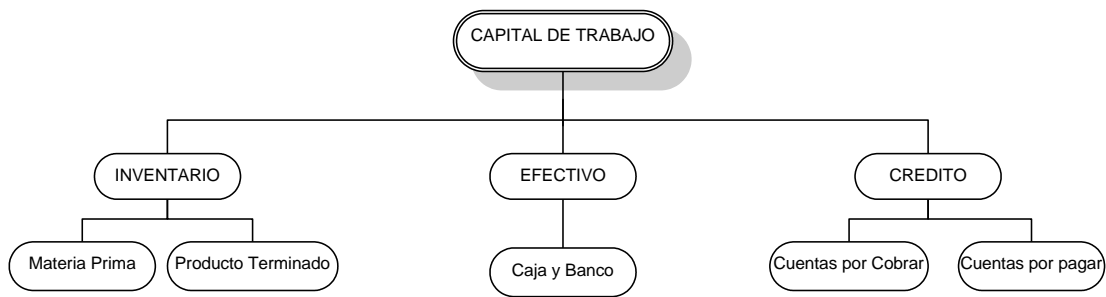 CAPITAL DE TRABAJO
INVENTARIO
EFECTIVO
CREDITO
Materia Prima
Producto Terminado
Caja y Banco
Cuentas por Cobrar
Cuentas por pagar